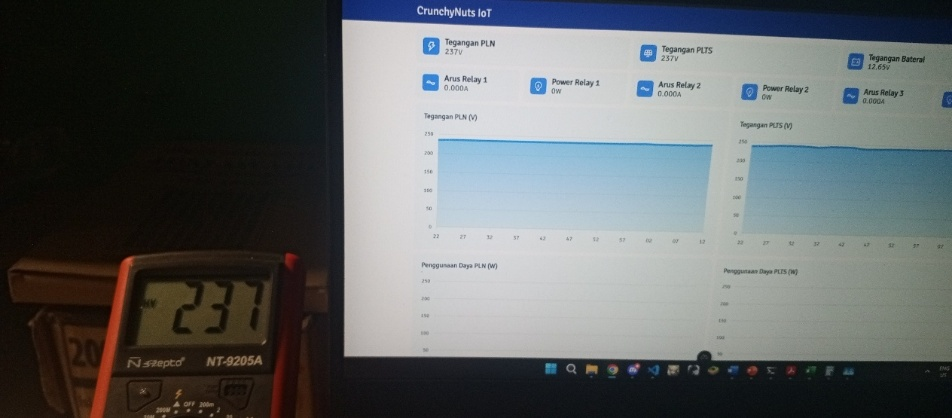 CrunchyNuts IoT
Tegangan PLN
237V
Tegangan PLTS
237V
Tegangan Baterai
12.65V
Arus Relay 1
0.000A
Power Relay 1
0W
Arus Relay 2
0.000A
Power Relay 2
0W
Arus Relay 3
0.000A
Tegangan PLN (V)
Tegangan PLTS (V)
250
200
150
100
50
0
250
200
150
100
50
0
22 27 32 37 42 47 52 57 02 07 12
22 27 32 37 42 47 52 57 02
Penggunaan Daya PLN (W)
Penggunaan Daya PLTS (W)
250
200
150
100
50
250
200
150
100
50
237
NT-9205A
OFF 200m
200M
20